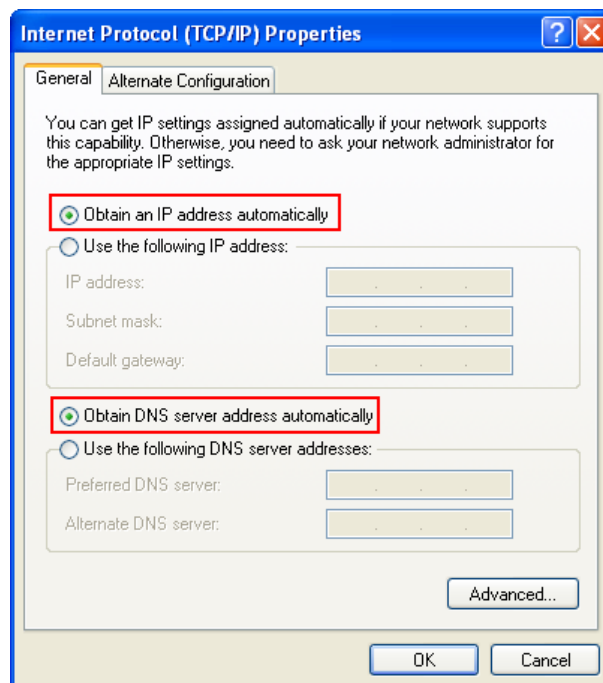 Internet Protocol (TCP/IP) Properties
General
Alternate Configuration
You can get IP settings assigned automatically if your network supports
this capability. Otherwise, you need to ask your network administrator for
the appropriate IP settings.
Obtain an IP address automatically
Use the following IP address:
IP address:
Subnet mask:
Default gateway:
Obtain DNS server address automatically
Use the following DNS server addresses:
Preferred DNS server:
Alternate DNS server:
Advanced...
OK
Cancel